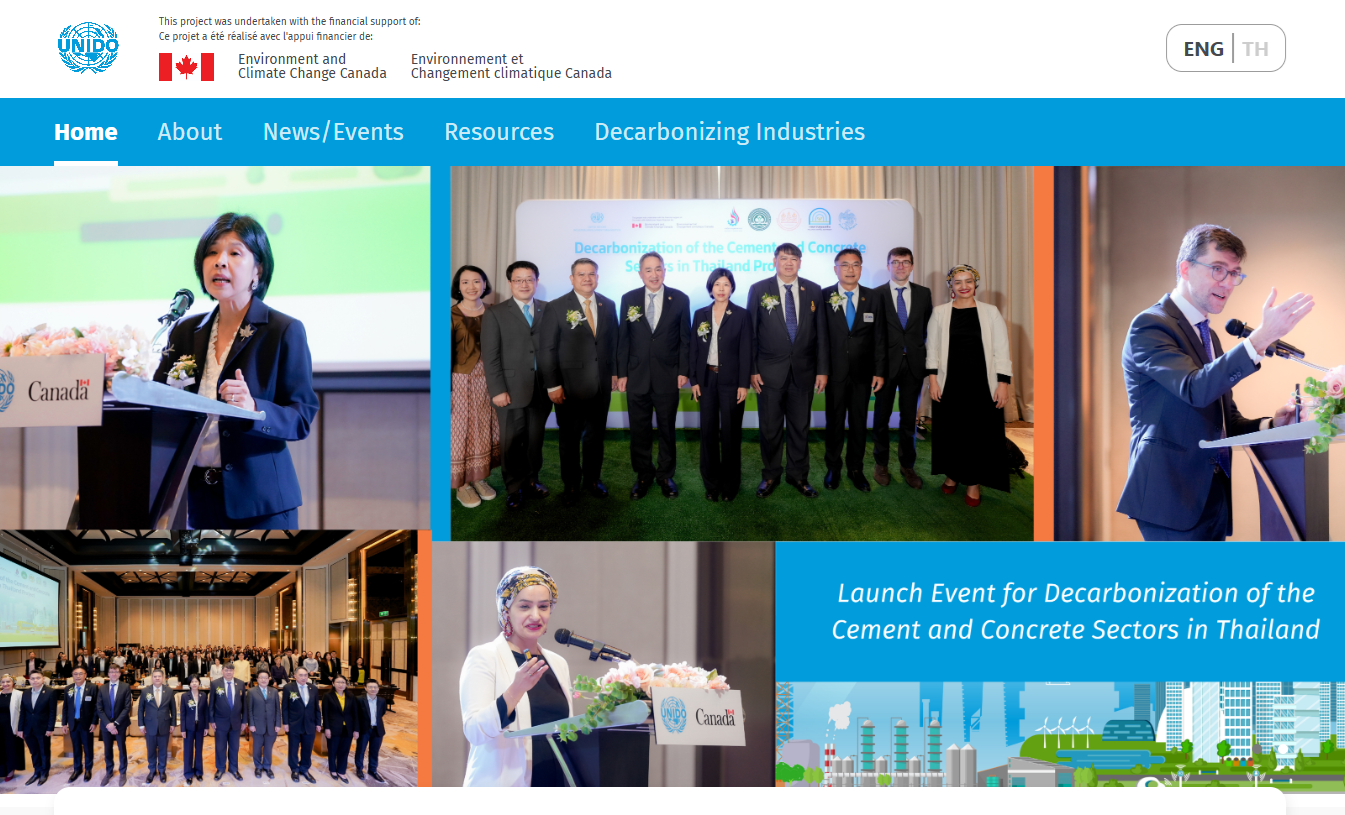 UNIDO
This project was undertaken with the financial support of:
Ce projet a été réalisé avec l'appui financier de:
Environment and
Climate Change Canada
Environnement et
Changement climatique Canada
ENG
TH
Home
About
News/Events
Resources
Decarbonizing Industries
Canada
Decarbonization of the Cement and Concrete
Sectors in Thailand
UNIDO
Canada
Launch Event for Decarbonization of the
Cement and Concrete Sectors in Thailand